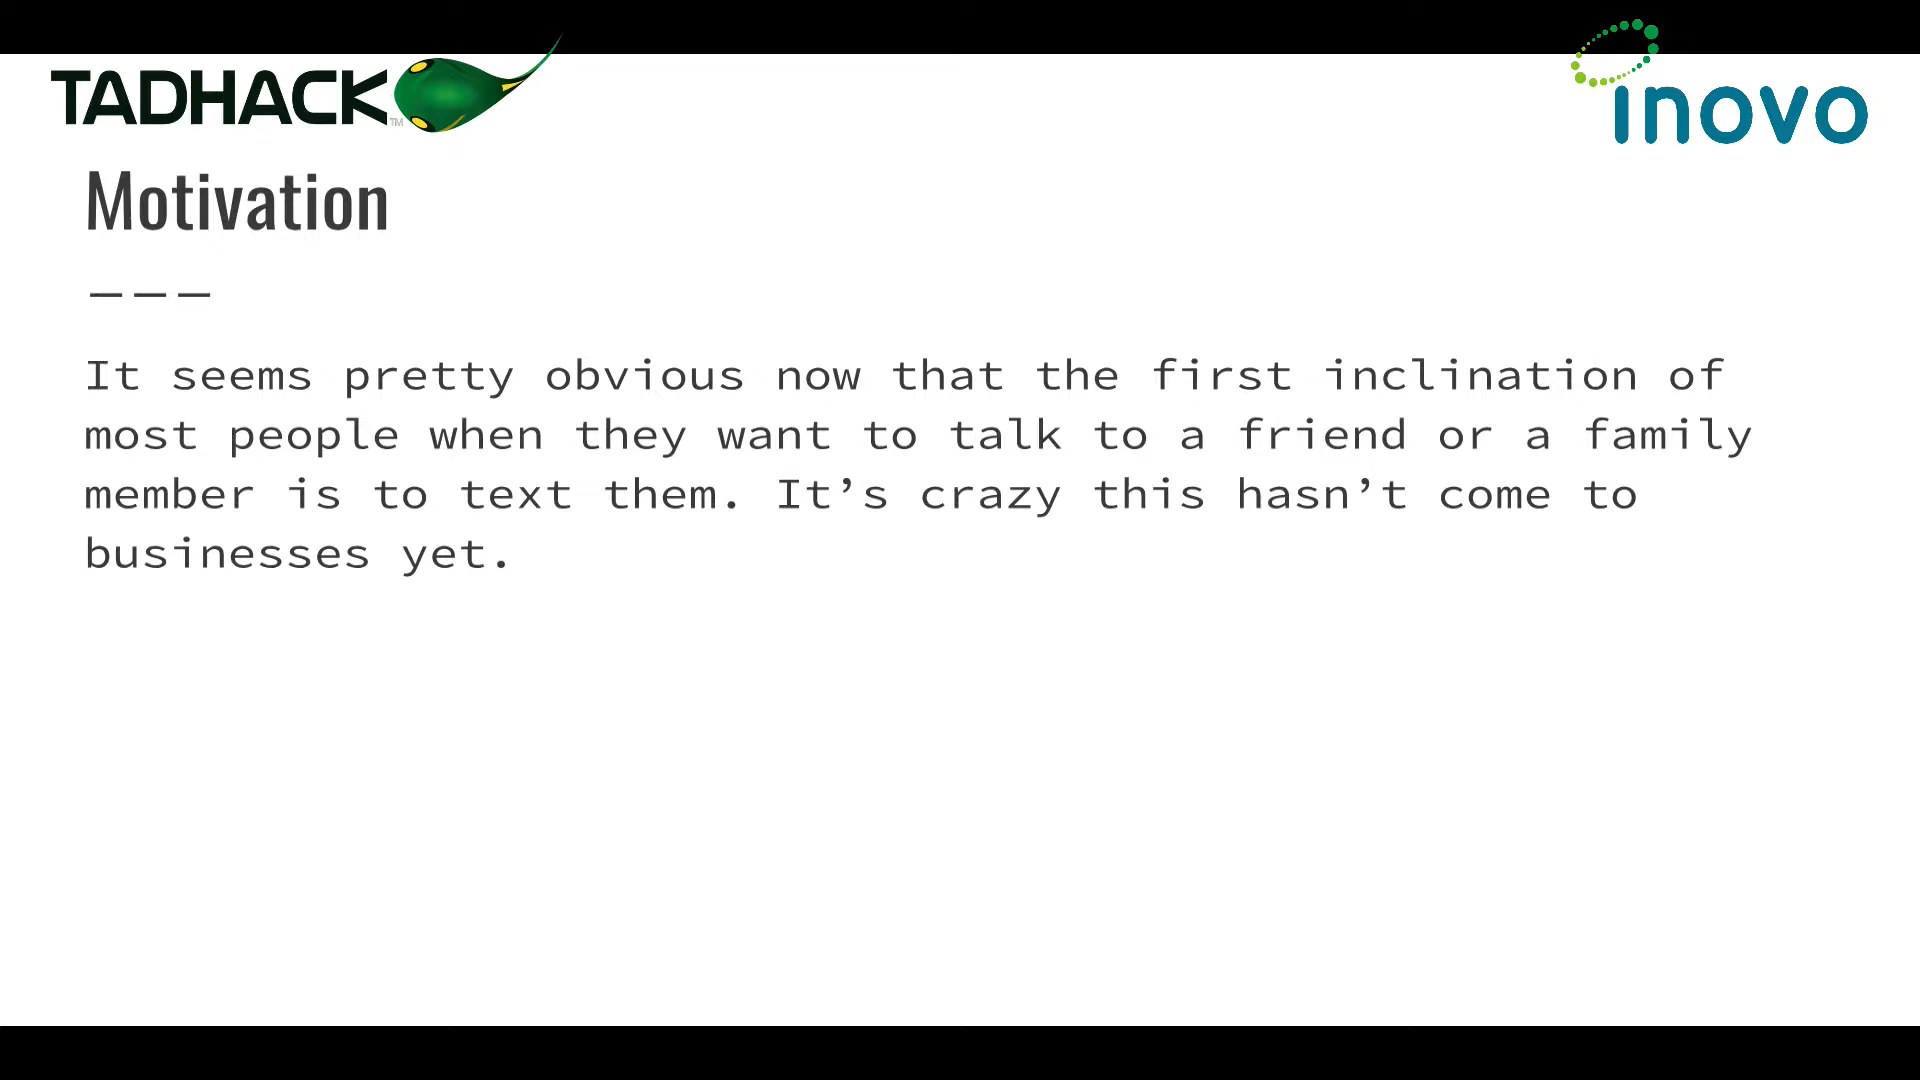 TADHACK™
inovo
Motivation
———
It seems pretty obvious now that the first inclination of
most people when they want to talk to a friend or a family
member is to text them. It’s crazy this hasn’t come to
businesses yet.